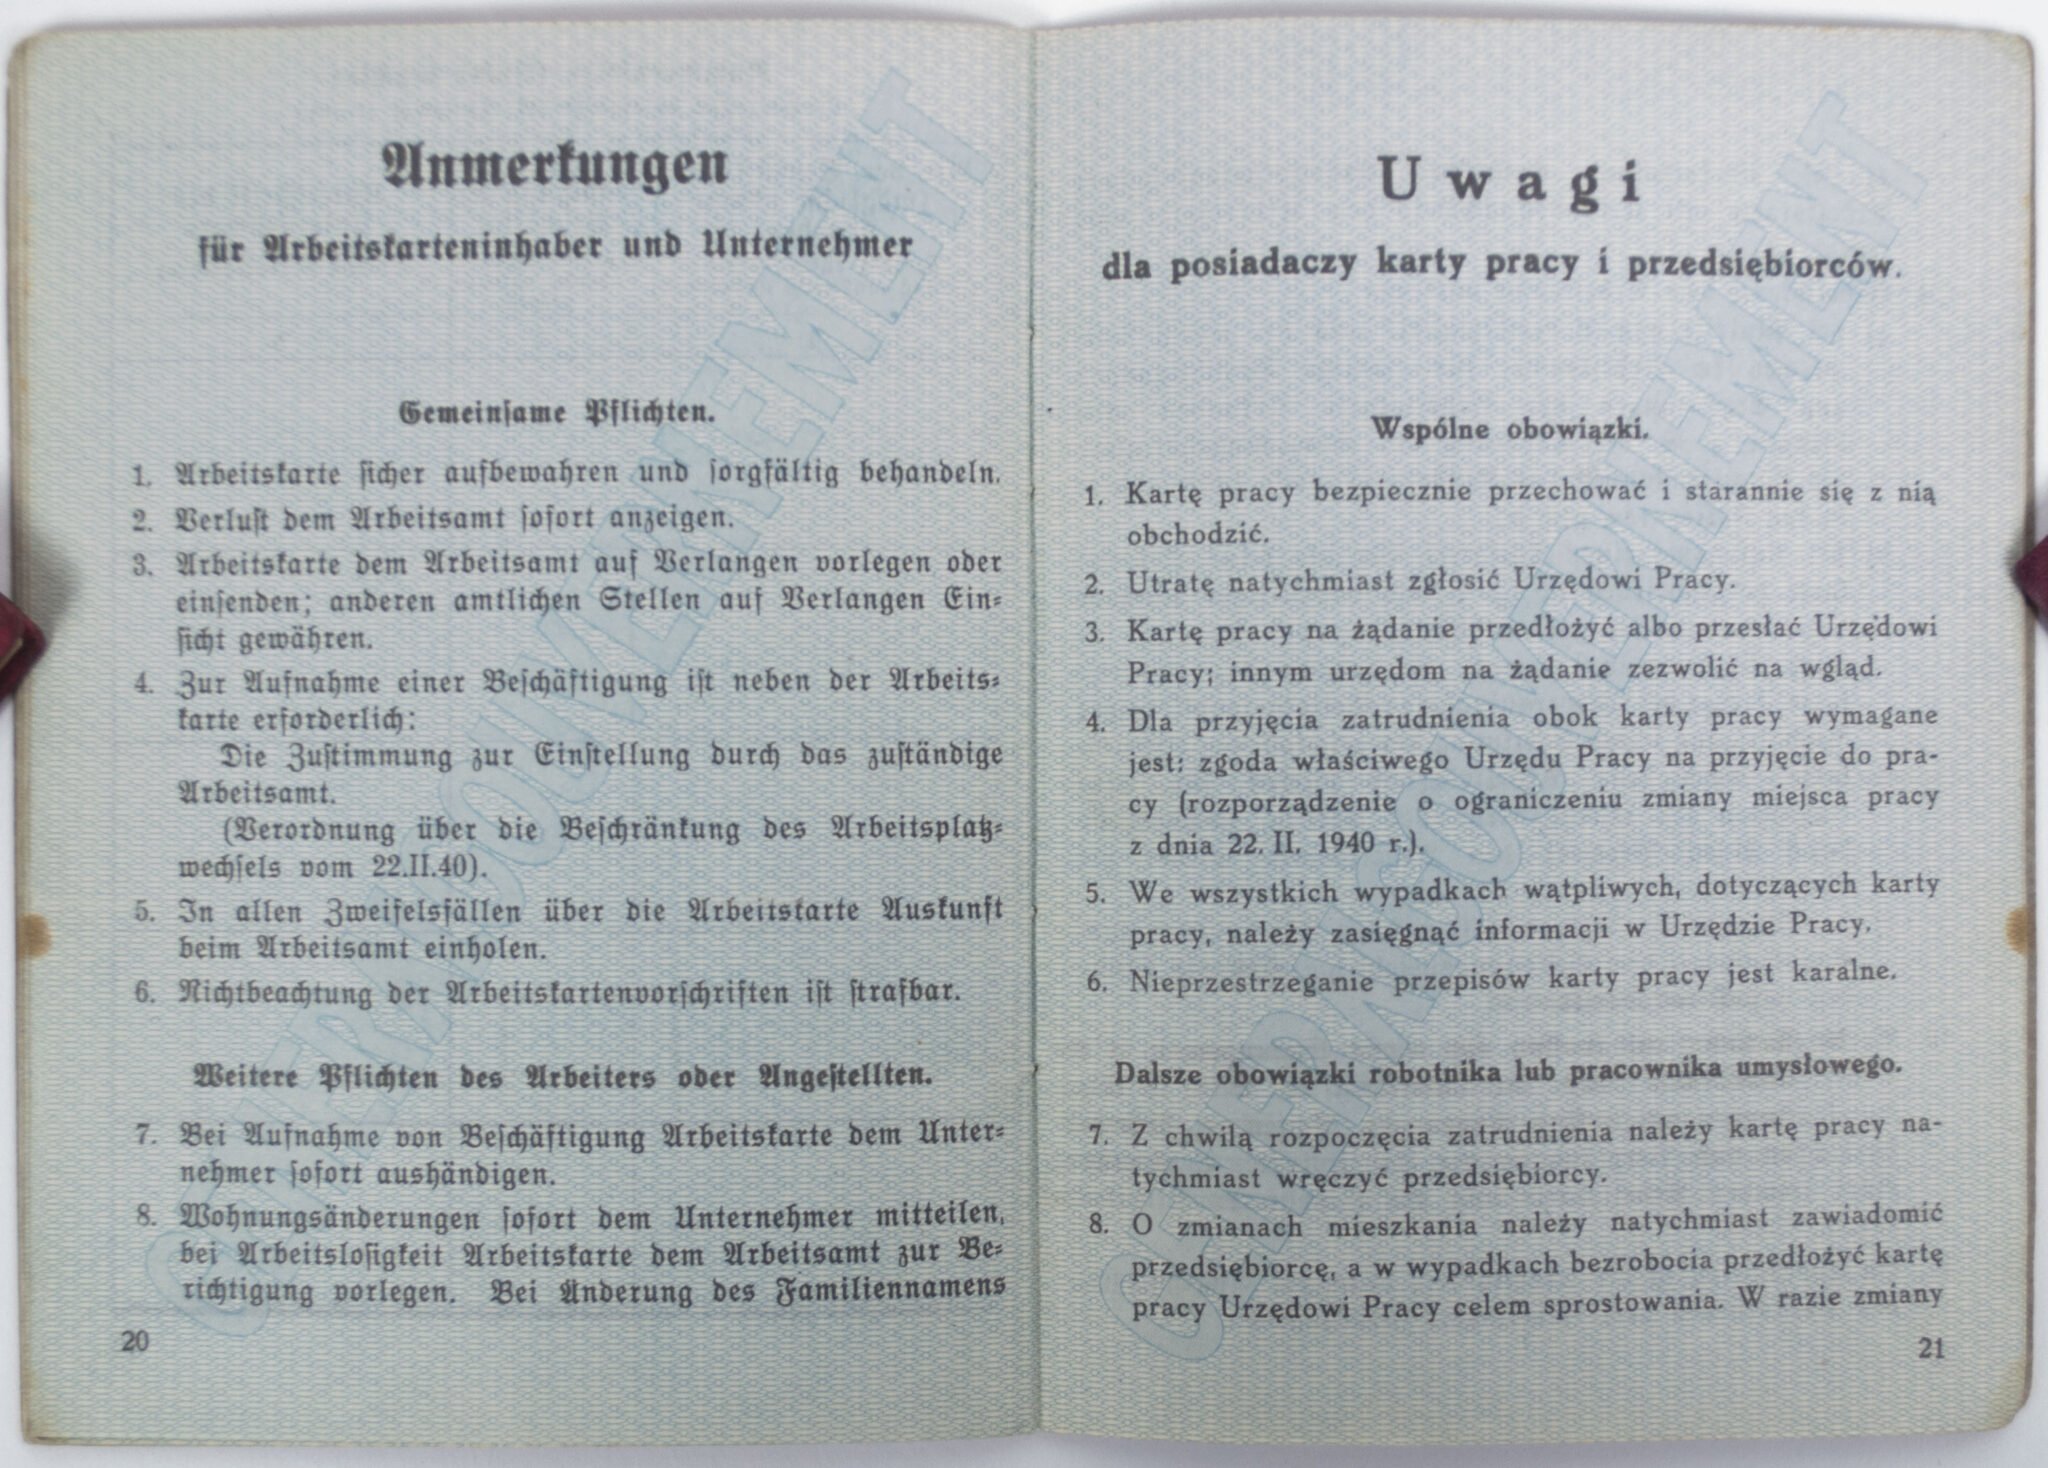 Anmerkungen
für Arbeitskarteninhaber und Unternehmer
Gemeinsame Pflichten.
1. Arbeitskarte sicher aufbewahren und sorgfältig behandeln.
2. Verlust dem Arbeitsamt sofort anzeigen.
3. Arbeitskarte dem Arbeitsamt auf Verlangen vorlegen oder
einsenden; anderen amtlichen Stellen auf Verlangen Ein-
sicht gewähren.
4. Zur Aufnahme einer Beschäftigung ist neben der Arbeits-
karte erforderlich:
Die Zustimmung zur Einstellung durch das zuständige
Arbeitsamt.
(Verordnung über die Beschränkung des Arbeitsplatz-
wechsels vom 22.II.40).
5. In allen Zweifelsfällen über die Arbeitskarte Auskunft
beim Arbeitsamt einholen.
6. Nichtbeachtung der Arbeitskartenvorschriften ist strafbar.
Weitere Pflichten des Arbeiters oder Angestellten.
7. Bei Aufnahme von Beschäftigung Arbeitskarte dem Unter-
nehmer sofort aushändigen.
8. Wohnungsänderungen sofort dem Unternehmer mitteilen,
bei Arbeitslosigkeit Arbeitskarte dem Arbeitsamt zur Be-
richtigung vorlegen. Bei Änderung des Familiennamens
20
GENERALGOUVERNEMENT
Uwagi
dla posiadaczy karty pracy i przedsiębiorców.
Wspólne obowiązki.
1. Kartę pracy bezpiecznie przechować i starannie się z nią
obchodzić.
2. Utratę natychmiast zgłosić Urzędowi Pracy.
3. Kartę pracy na żądanie przedłożyć albo przesłać Urzędowi
Pracy; innym urzędom na żądanie zezwolić na wgląd.
4. Dla przyjęcia zatrudnienia obok karty pracy wymagane
jest: zgoda właściwego Urzędu Pracy na przyjęcie do pra-
cy (rozporządzenie o ograniczeniu zmiany miejsca pracy
z dnia 22. II. 1940 r.).
5. We wszystkich wypadkach wątpliwych, dotyczących karty
pracy, należy zasięgnąć informacji w Urzędzie Pracy.
6. Nieprzestrzeganie przepisów karty pracy jest karalne.
Dalsze obowiązki robotnika lub pracownika umysłowego.
7. Z chwilą rozpoczęcia zatrudnienia należy kartę pracy na-
tychmiast wręczyć przedsiębiorcy.
8. O zmianach mieszkania należy natychmiast zawiadomić
przedsiębiorcę, a w wypadkach bezrobocia przedłożyć kartę
pracy Urzędowi Pracy celem sprostowania. W razie zmiany
21
GENERALGOUVERNEMENT